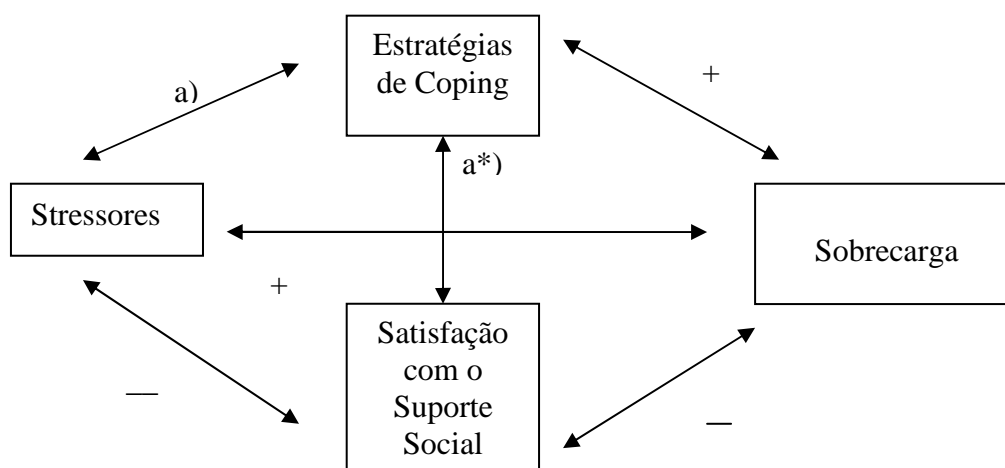 Estratégias
de Coping
+
a)
a*)
Stressores
Sobrecarga
+
Satisfação
com o
Suporte
Social
—
—